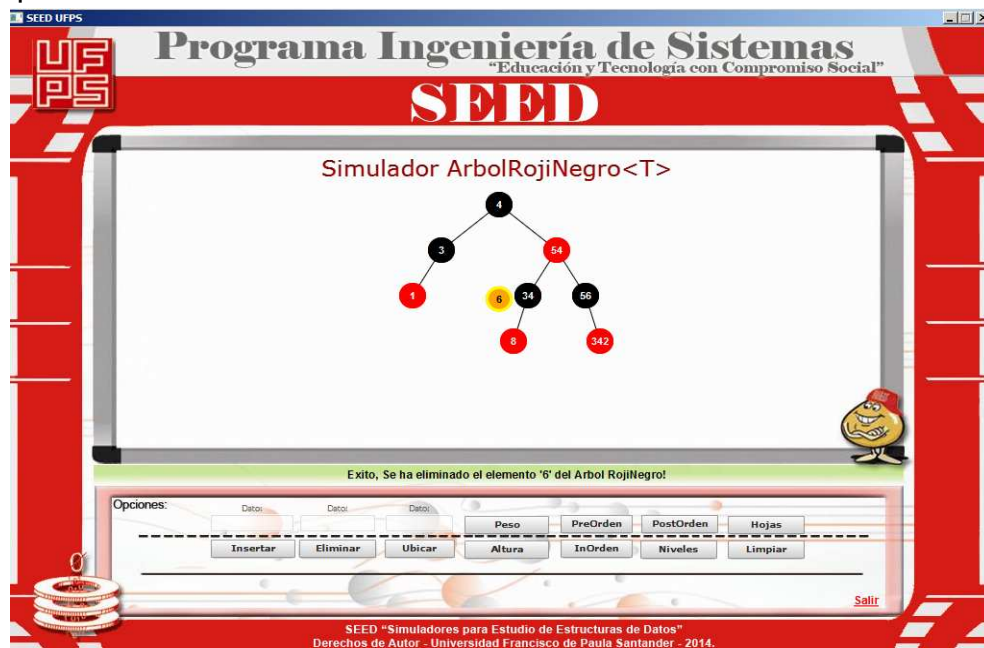 SEED UFPS
UFPS
Programa Ingeniería de Sistemas
"Educación y Tecnología con Compromiso Social"
SEED
Simulador ArbolRojiNegro<T>
4
3 54
1 6 34 56
8 342
Exito, Se ha eliminado el elemento '6' del Arbol RojiNegro!
Opciones:
Dato: Dato: Dato:
Peso PreOrden PostOrden Hojas
Insertar Eliminar Ubicar Altura InOrden Niveles Limpiar
Salir
SEED “Simuladores para Estudio de Estructuras de Datos”
Derechos de Autor - Universidad Francisco de Paula Santander - 2014.